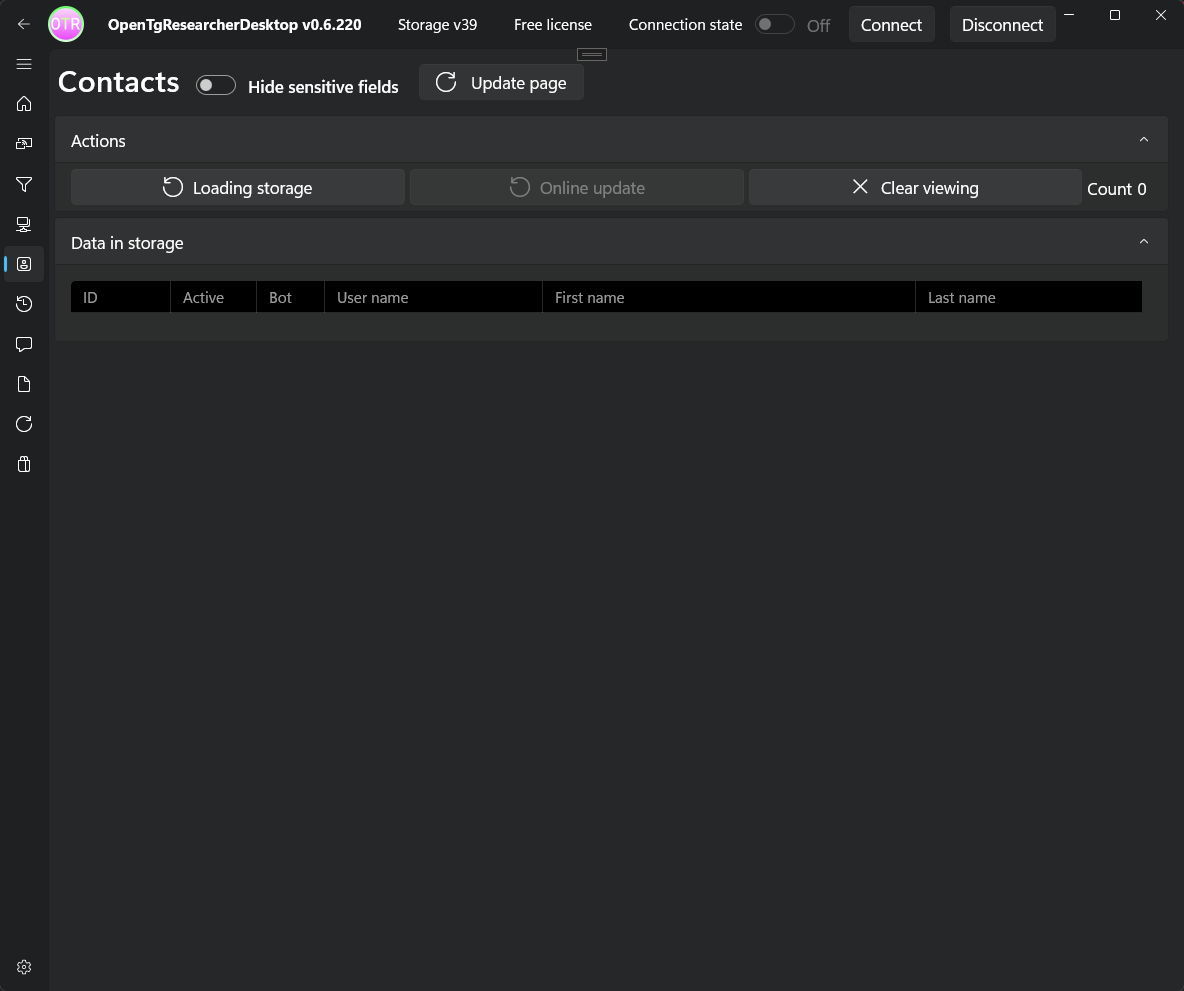 OTR OpenTgResearcherDesktop v0.6.220 Storage v39 Free license Connection state Off Connect Disconnect
Contacts Hide sensitive fields Update page
Actions
Loading storage Online update Clear viewing Count 0
Data in storage
ID Active Bot User name First name Last name